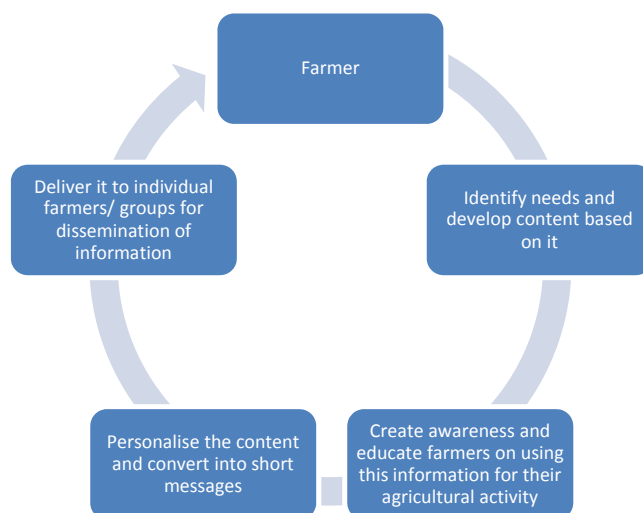 Farmer
Identify needs and
develop content based
on it
Create awareness and
educate farmers on using
this information for their
agricultural activity
Personalise the content
and convert into short
messages
Deliver it to individual
farmers/ groups for
dissemination of
information